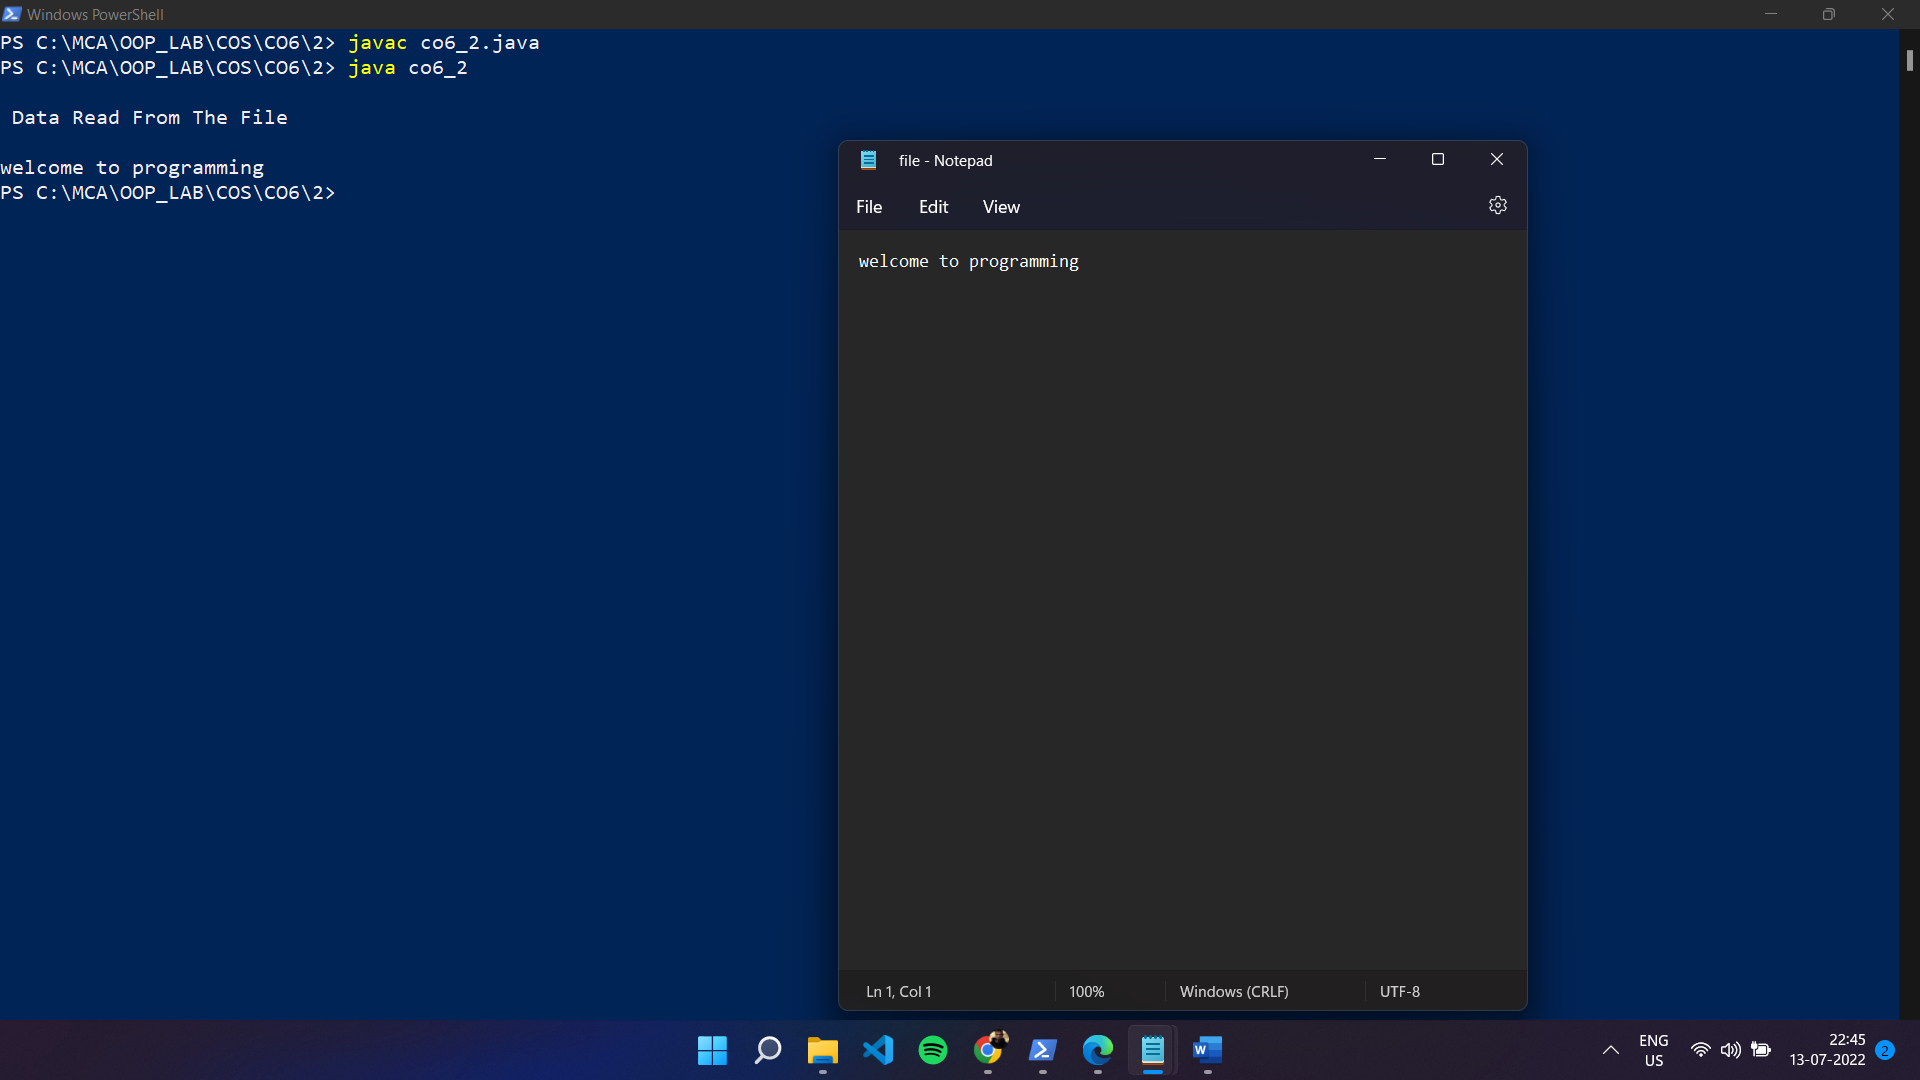 Windows PowerShell
PS C:\MCA\OOP_LAB\COS\CO6\2> javac co6_2.java
PS C:\MCA\OOP_LAB\COS\CO6\2> java co6_2
Data Read From The File
welcome to programming
PS C:\MCA\OOP_LAB\COS\CO6\2>
file - Notepad
File Edit View
welcome to programming
Ln 1, Col 1 100% Windows (CRLF) UTF-8
W
ENG
US
22:45
13-07-2022
2